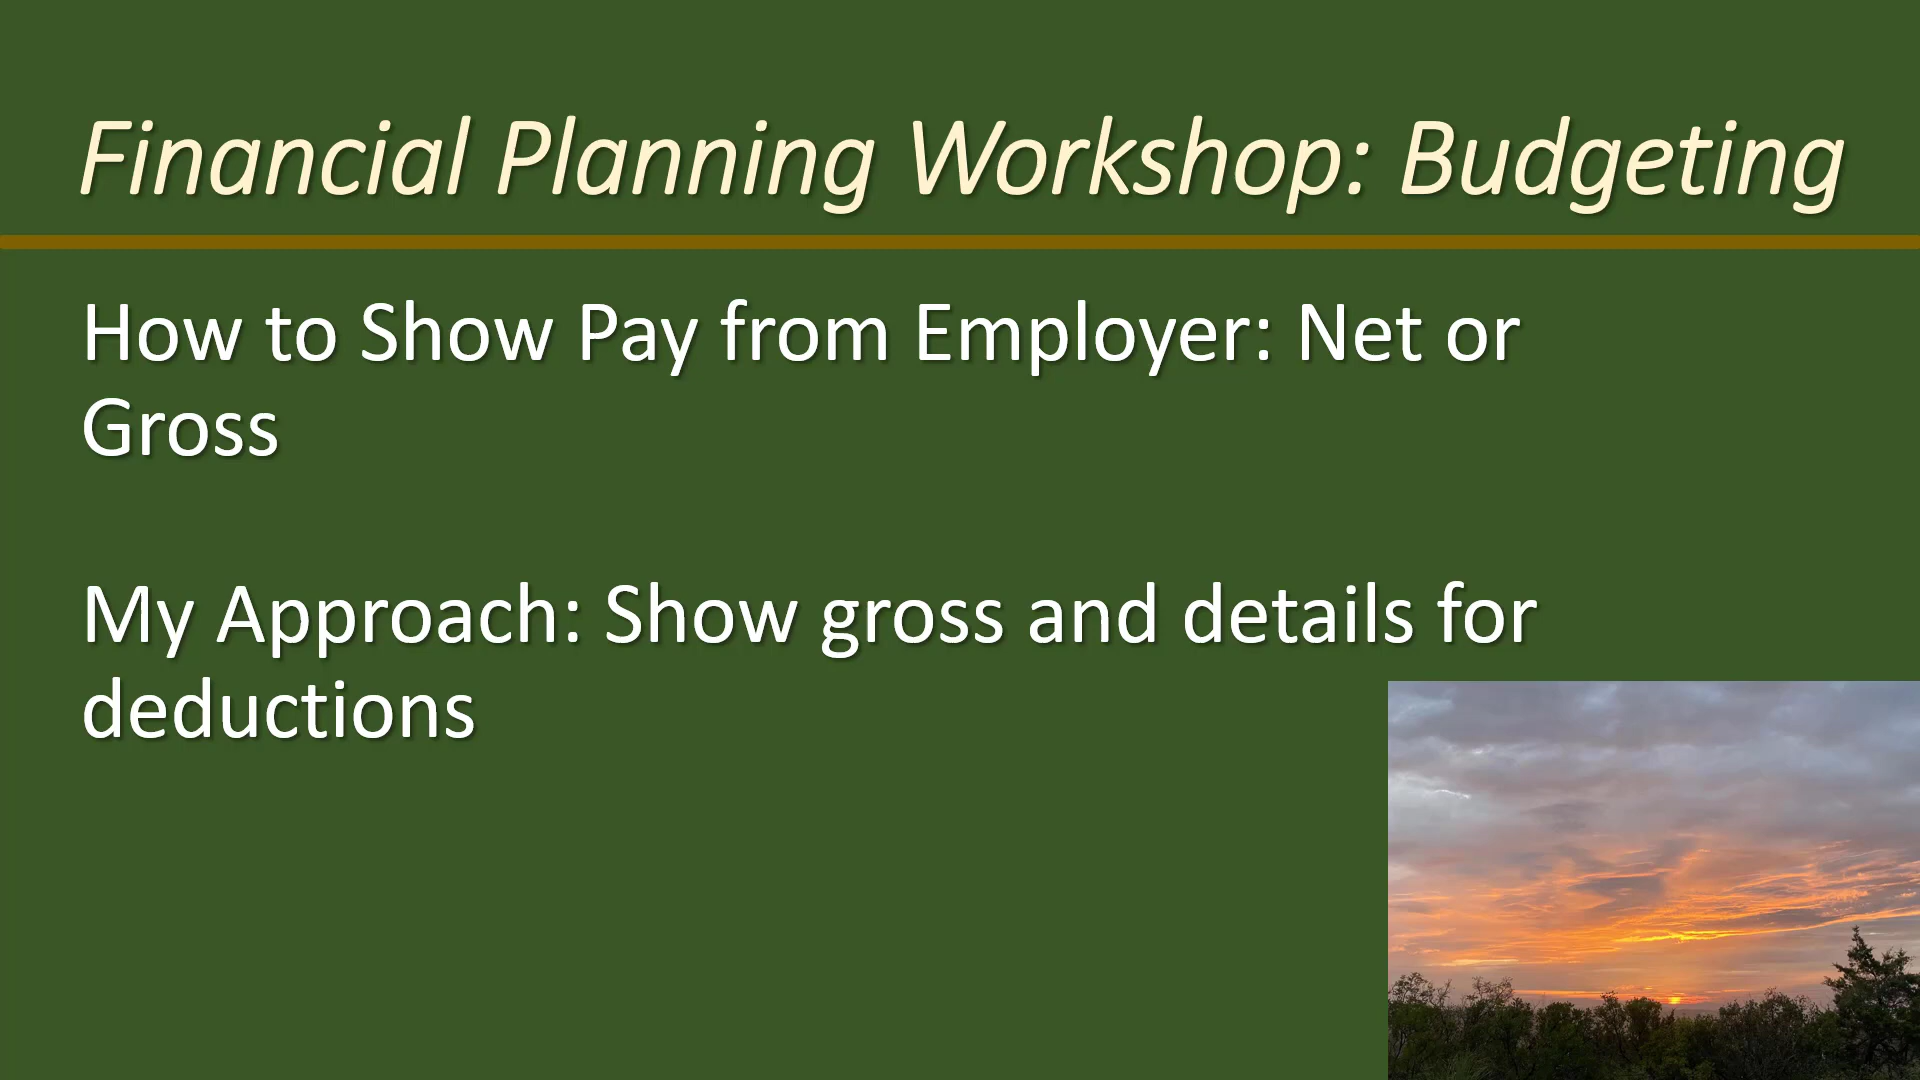 Financial Planning Workshop: Budgeting
How to Show Pay from Employer: Net or
Gross
My Approach: Show gross and details for
deductions